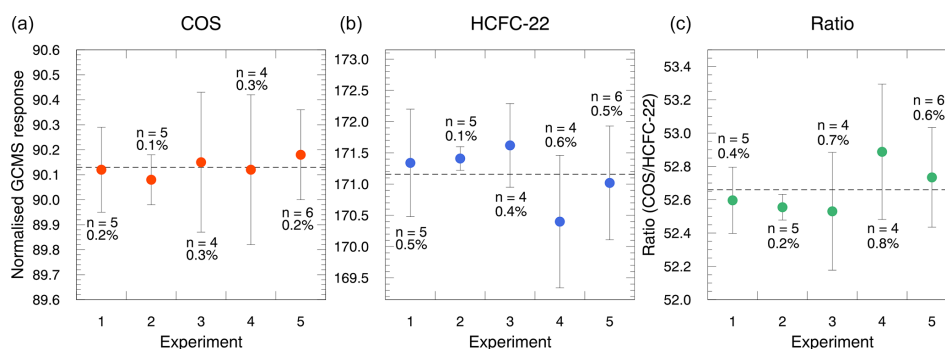 (a) COS
Normalised GCMS response
90.6
90.5
90.4
90.3
90.2
90.1
90.0
89.9
89.8
89.7
89.6
n = 5
0.2%
n = 5
0.1%
n = 4
0.3%
n = 4
0.3%
n = 6
0.2%
1 2 3 4 5
Experiment
(b) HCFC-22
173.0
172.5
171.5
171.0
170.5
170.0
169.5
n = 5
0.5%
n = 5
0.1%
n = 4
0.4%
n = 4
0.6%
n = 6
0.5%
1 2 3 4 5
Experiment
(c) Ratio
Ratio (COS/HCFC-22)
53.4
53.2
53.0
52.8
52.6
52.4
52.2
52.0
n = 5
0.4%
n = 5
0.2%
n = 4
0.7%
n = 4
0.8%
n = 6
0.6%
1 2 3 4 5
Experiment